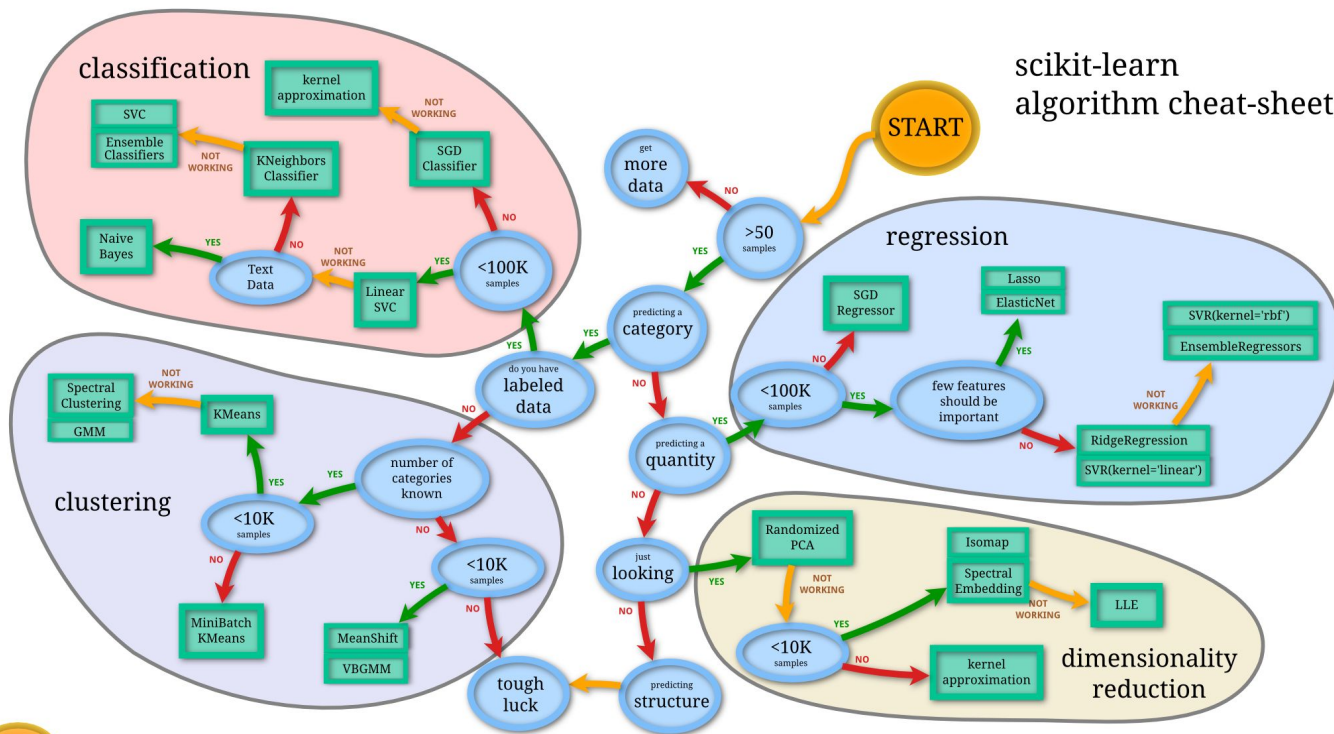 scikit-learn
algorithm cheat-sheet
START
>50
samples
NO
get
more
data
YES
predicting a
category
YES
do you have
labeled
data
YES
classification
<100K
samples
NO
SGD
Classifier
NOT
WORKING
kernel
approximation
YES
Linear
SVC
NOT
WORKING
Text
Data
YES
Naive
Bayes
NO
KNeighbors
Classifier
NOT
WORKING
SVC
Ensemble
Classifiers
NO
clustering
number of
categories
known
YES
<10K
samples
YES
KMeans
NOT
WORKING
Spectral
Clustering
GMM
NO
MiniBatch
KMeans
NO
<10K
samples
YES
MeanShift
VBGMM
NO
tough
luck
NO
predicting a
quantity
YES
regression
<100K
samples
NO
SGD
Regressor
YES
few features
should be
important
YES
Lasso
ElasticNet
NO
RidgeRegression
SVR(kernel='linear')
NOT
WORKING
SVR(kernel='rbf')
EnsembleRegressors
NO
just
looking
YES
dimensionality
reduction
Randomized
PCA
NOT
WORKING
<10K
samples
YES
Isomap
Spectral
Embedding
NOT
WORKING
LLE
NO
kernel
approximation
NO
predicting
structure